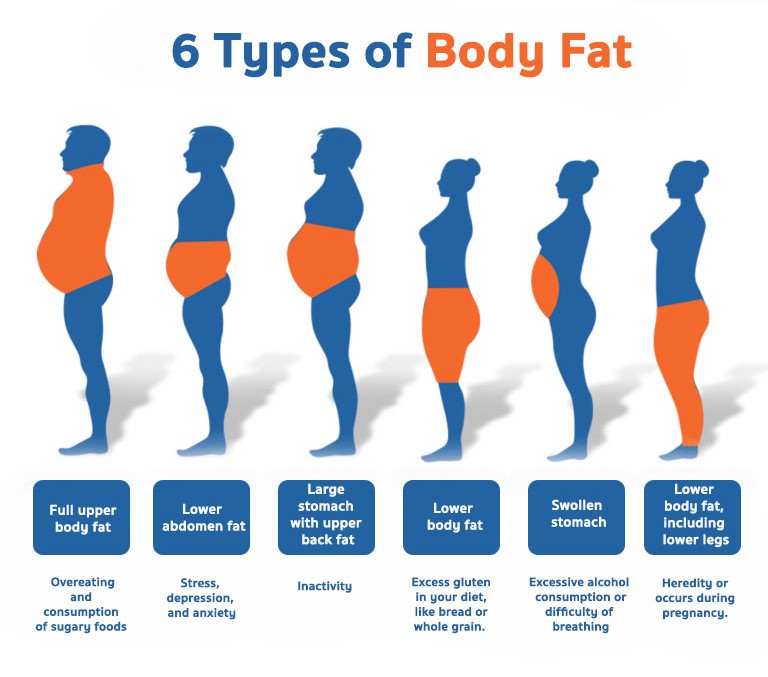 6 Types of Body Fat
Full upper
body fat
Lower
abdomen fat
Large
stomach
with upper
back fat
Lower
body fat
Swollen
stomach
Lower
body fat,
including
lower legs
Overeating
and
consumption
of sugary foods
Stress,
depression,
and anxiety
Inactivity
Excess gluten
in your diet,
like bread or
whole grain.
Excessive alcohol
consumption or
difficulty of
breathing
Heredity or
occurs during
pregnancy.